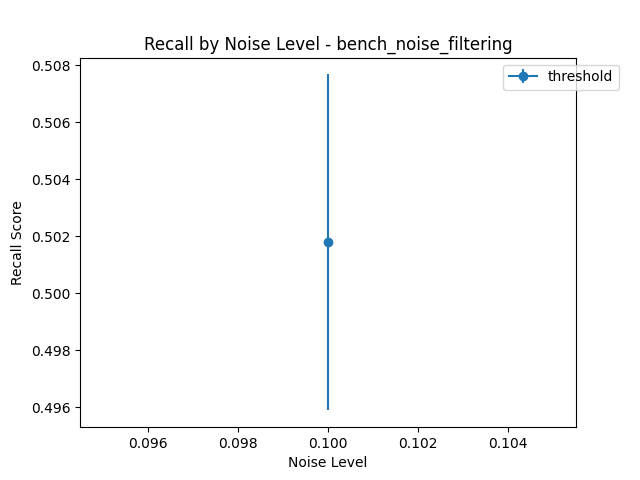 Recall by Noise Level - bench_noise_filtering
threshold
Recall Score
0.508
0.506
0.504
0.502
0.500
0.498
0.496
0.096 0.098 0.100 0.102 0.104
Noise Level